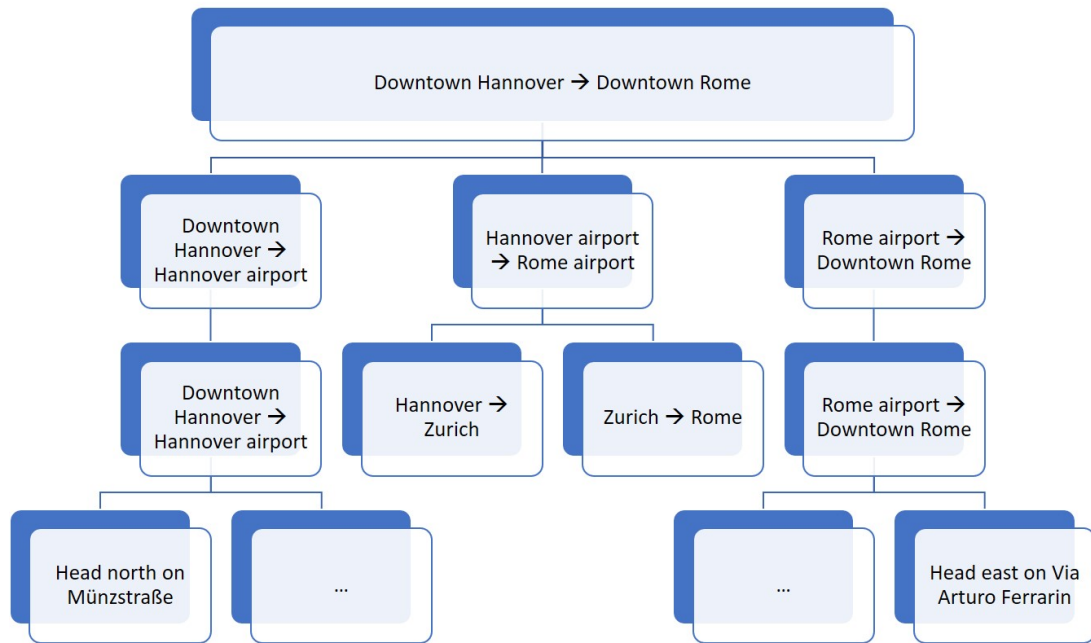 Downtown Hannover → Downtown Rome
Downtown
Hannover →
Hannover airport
Hannover airport
→ Rome airport
Rome airport →
Downtown Rome
Downtown
Hannover →
Hannover airport
Hannover →
Zurich
Zurich → Rome
Rome airport →
Downtown Rome
Head north on
Münzstraße
...
...
Head east on Via
Arturo Ferrarin